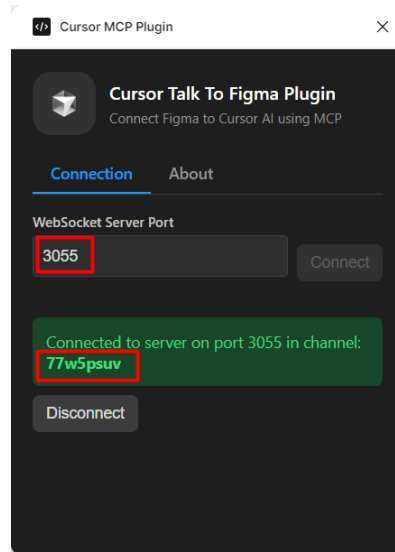 Cursor MCP Plugin
Cursor Talk To Figma Plugin
Connect Figma to Cursor AI using MCP
Connection About
WebSocket Server Port
3055 Connect
Connected to server on port 3055 in channel:
77w5psuv
Disconnect